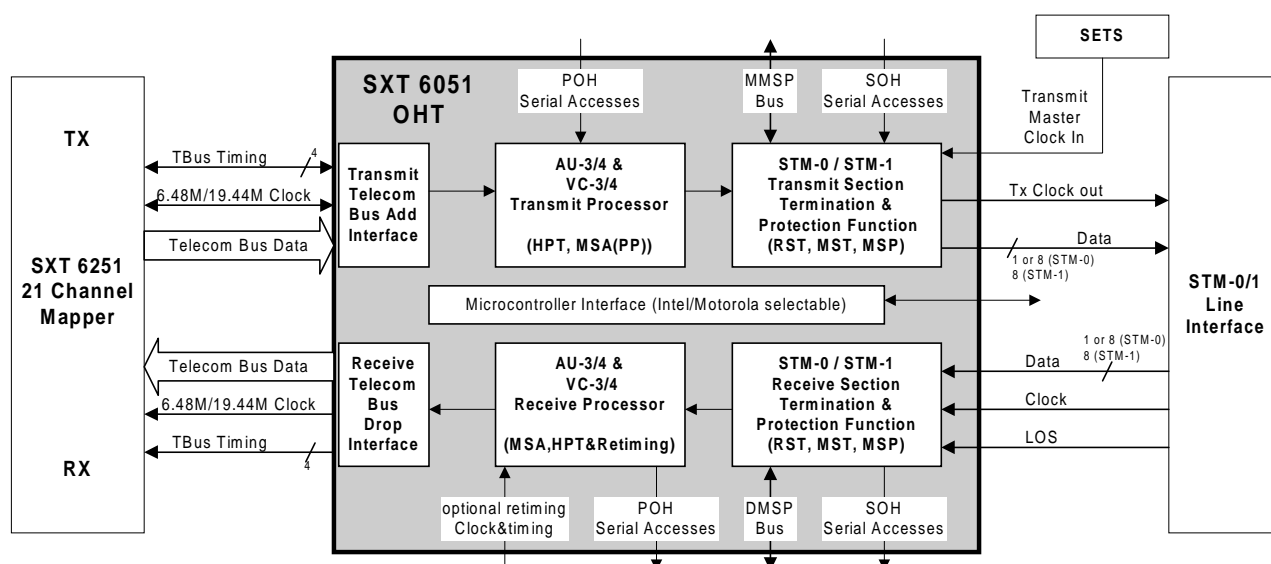 SETS
SXT 6051
OHT
POH
Serial Accesses
MMSP
Bus
SOH
Serial Accesses
Transmit
Master
Clock In
TX
TBus Timing
4
6.48M/19.44M Clock
Telecom Bus Data
SXT 6251
21 Channel
Mapper
Transmit
Telecom
Bus Add
Interface
AU-3/4 &
VC-3/4
Transmit Processor
(HPT, MSA(PP))
STM-0 / STM-1
Transmit Section
Termination &
Protection Function
(RST, MST, MSP)
Tx Clock out
Data
1 or 8 (STM-0)
8 (STM-1)
STM-0/1
Line
Interface
Microcontroller Interface (Intel/Motorola selectable)
Telecom Bus Data
6.48M/19.44M Clock
TBus Timing
4
RX
Receive
Telecom
Bus
Drop
Interface
AU-3/4 &
VC-3/4
Receive Processor
(MSA,HPT&Retiming)
STM-0 / STM-1
Receive Section
Termination &
Protection Function
(RST, MST, MSP)
1 or 8 (STM-0)
8 (STM-1)
Data
Clock
LOS
optional retiming
Clock&timing
POH
Serial Accesses
DMSP
Bus
SOH
Serial Accesses